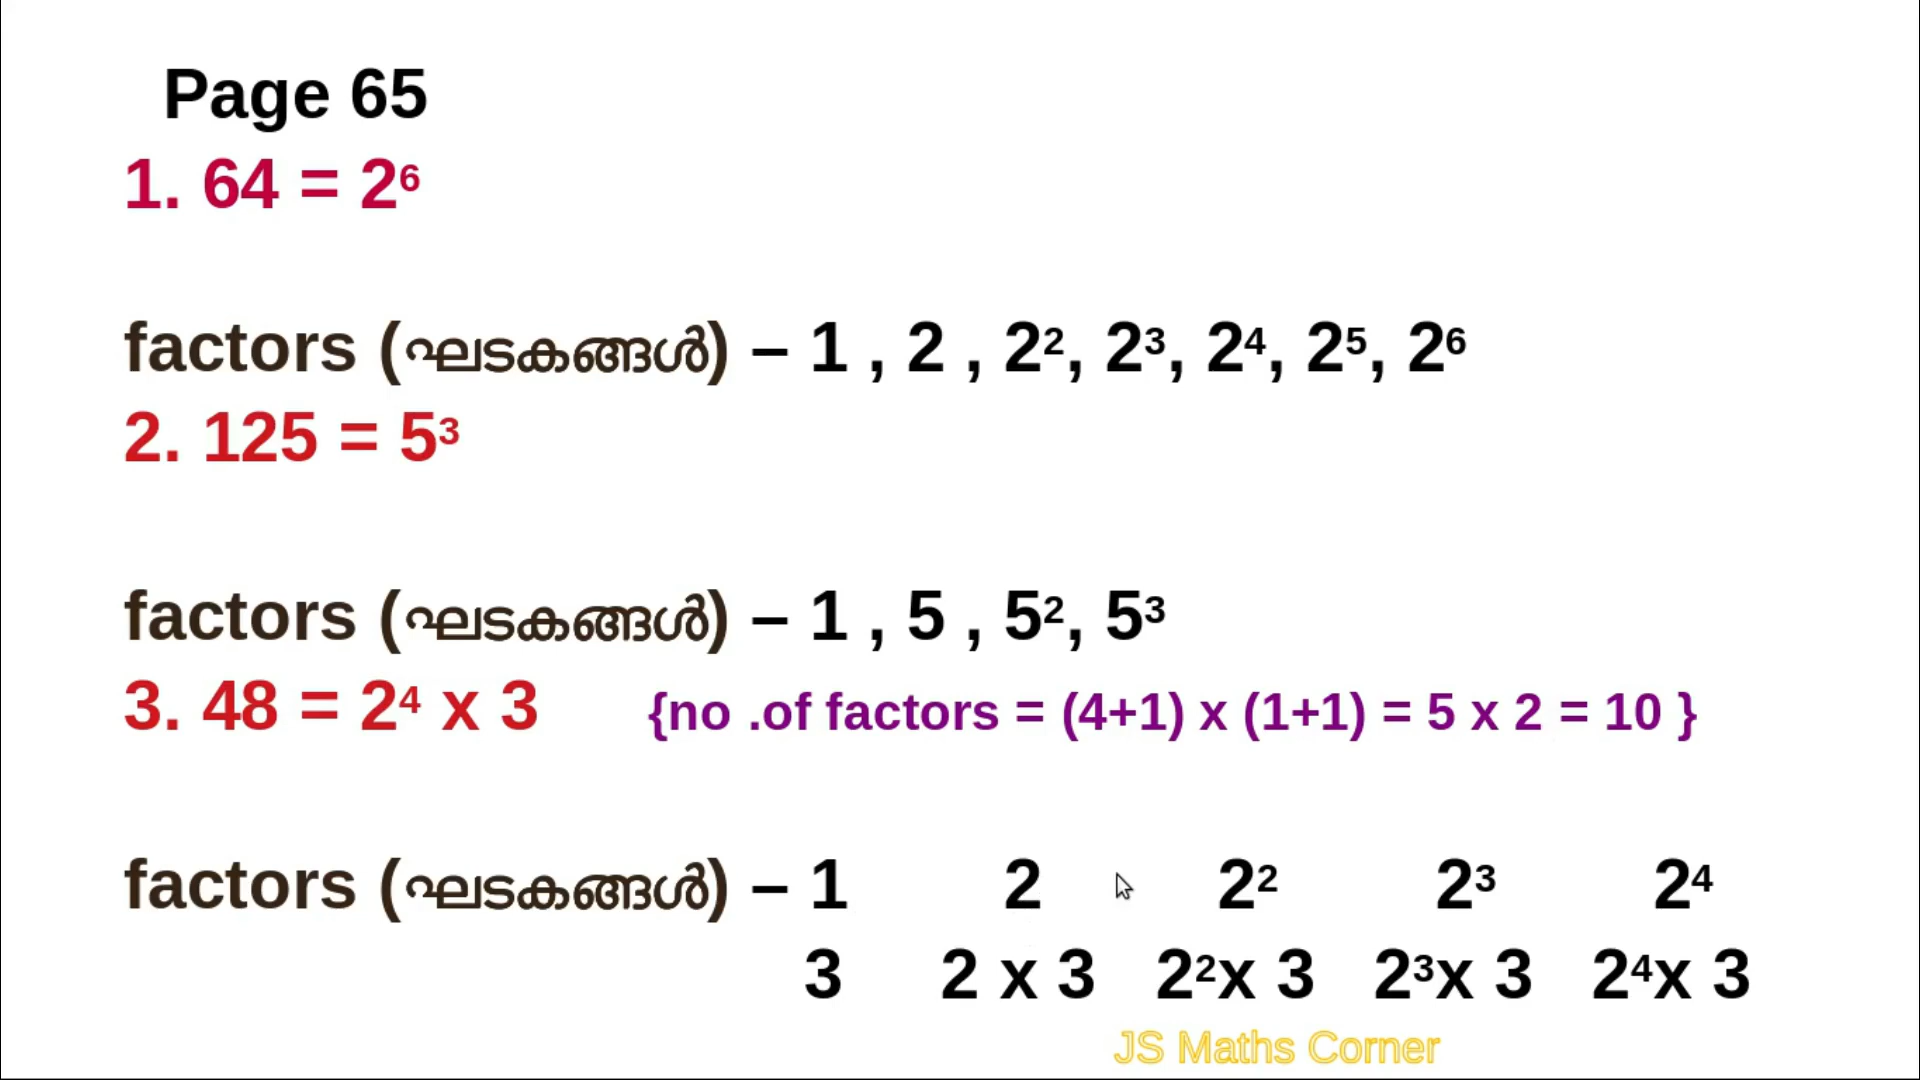 Page 65
1. 64 = 2⁶
factors (ഘടകങ്ങൾ) – 1 , 2 , 2², 2³, 2⁴, 2⁵, 2⁶
2. 125 = 5³
factors (ഘടകങ്ങൾ) – 1 , 5 , 5², 5³
3. 48 = 2⁴ x 3 {no .of factors = (4+1) x (1+1) = 5 x 2 = 10 }
factors (ഘടകങ്ങൾ) – 1 2 2² 2³ 2⁴
3 2 x 3 2²x 3 2³x 3 2⁴x 3
JS Maths Corner